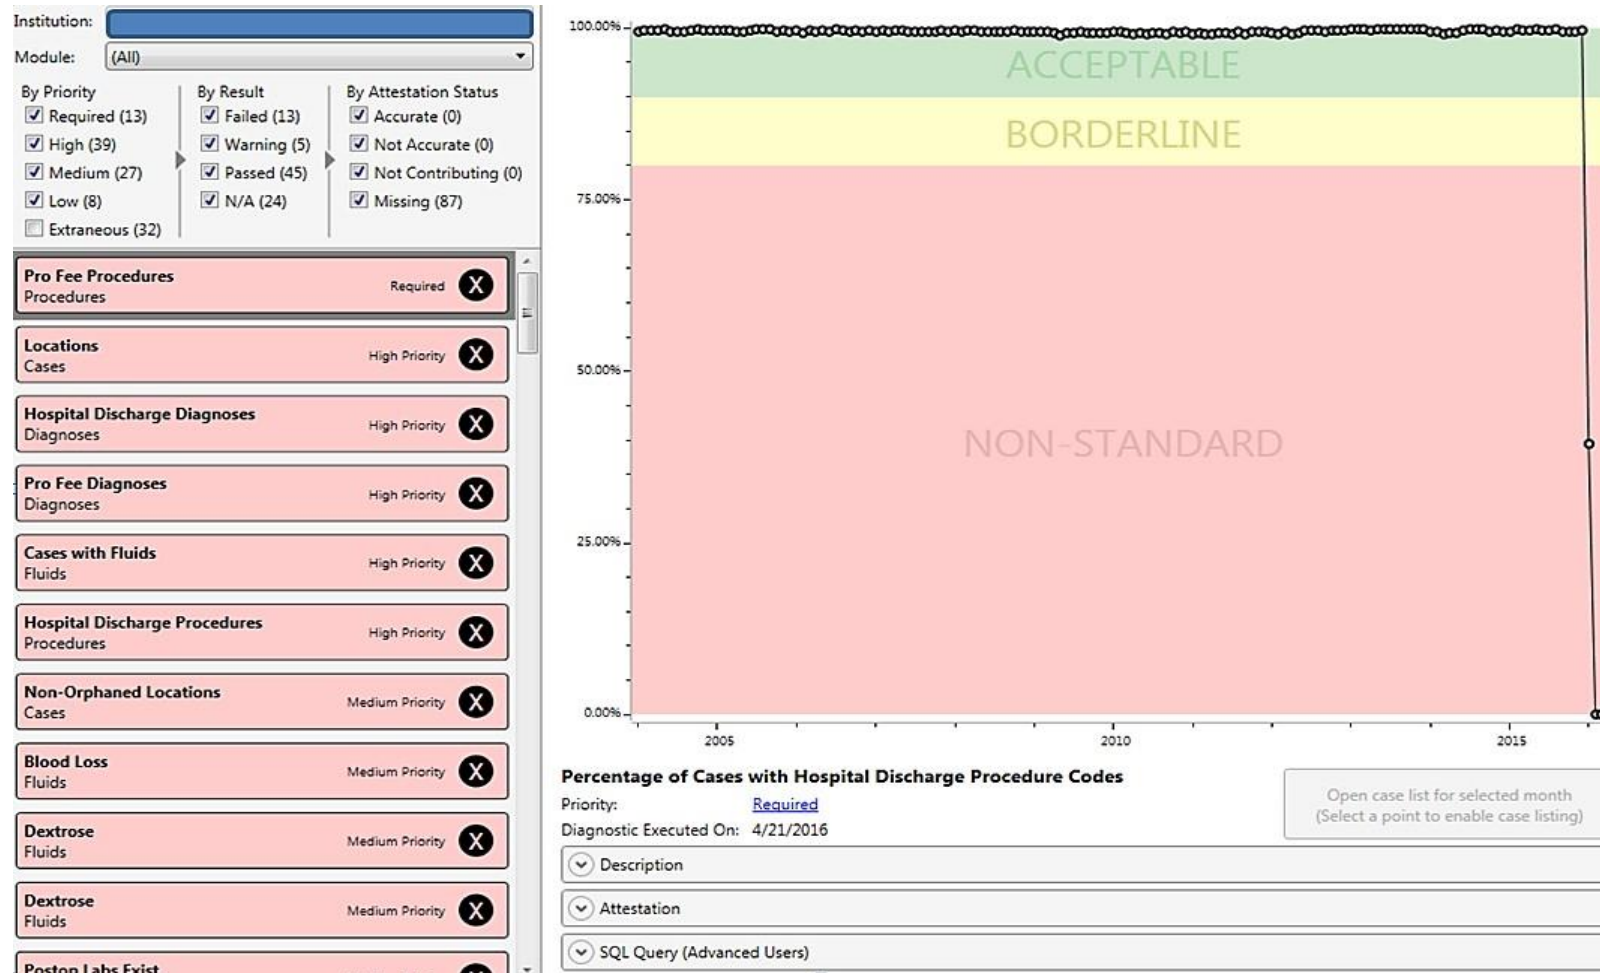 Institution:
Module: (All)
By Priority
Required (13)
High (39)
Medium (27)
Low (8)
Extraneous (32)
By Result
Failed (13)
Warning (5)
Passed (45)
N/A (24)
By Attestation Status
Accurate (0)
Not Accurate (0)
Not Contributing (0)
Missing (87)
Pro Fee Procedures
Procedures
Required X
Locations
Cases
High Priority X
Hospital Discharge Diagnoses
Diagnoses
High Priority X
Pro Fee Diagnoses
Diagnoses
High Priority X
Cases with Fluids
Fluids
High Priority X
Hospital Discharge Procedures
Procedures
High Priority X
Non-Orphaned Locations
Cases
Medium Priority X
Blood Loss
Fluids
Medium Priority X
Dextrose
Fluids
Medium Priority X
Dextrose
Fluids
Medium Priority X
Poston Labs Exist
100.00%
75.00%
50.00%
25.00%
0.00%
ACCEPTABLE
BORDERLINE
NON-STANDARD
2005 2010 2015
Percentage of Cases with Hospital Discharge Procedure Codes
Priority: Required
Diagnostic Executed On: 4/21/2016
Open case list for selected month
(Select a point to enable case listing)
Description
Attestation
SQL Query (Advanced Users)